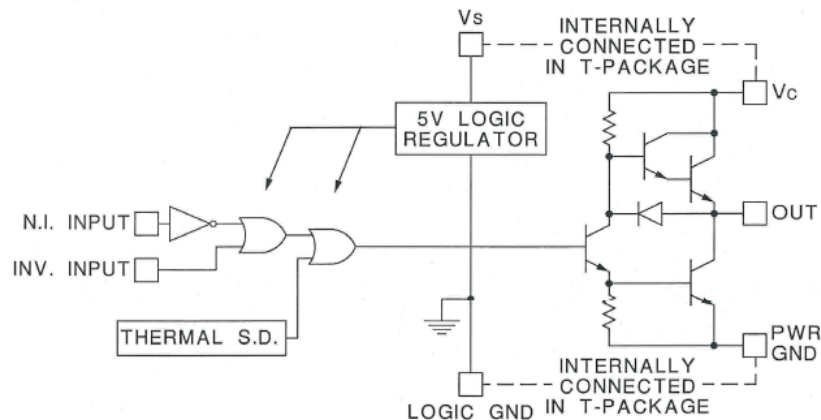 Vs
INTERNALLY
CONNECTED
IN T-PACKAGE
Vc
5V LOGIC
REGULATOR
N.I. INPUT
OUT
INV. INPUT
THERMAL S.D.
PWR
GND
INTERNALLY
CONNECTED
IN T-PACKAGE
LOGIC GND